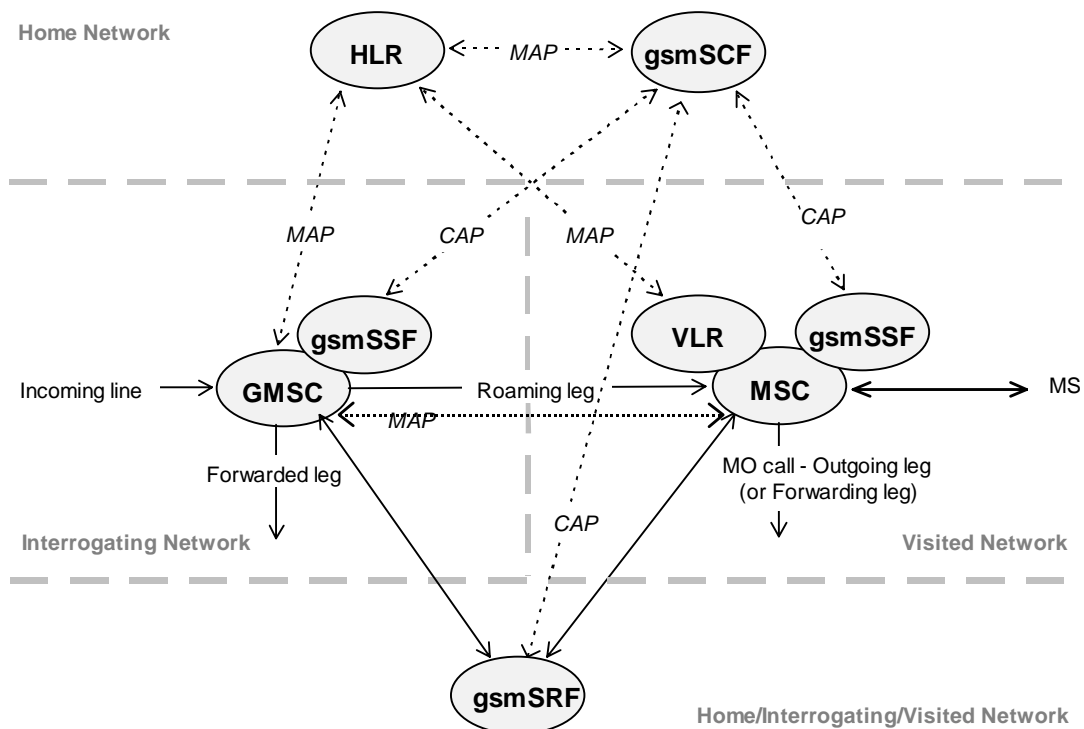 Home Network
HLR
MAP
gsmSCF
MAP
CAP
MAP
CAP
gsmSSF
VLR
gsmSSF
Incoming line
GMSC
Roaming leg
MSC
MS
MAP
Forwarded leg
MO call - Outgoing leg
(or Forwarding leg)
CAP
Interrogating Network
Visited Network
gsmSRF
Home/Interrogating/Visited Network